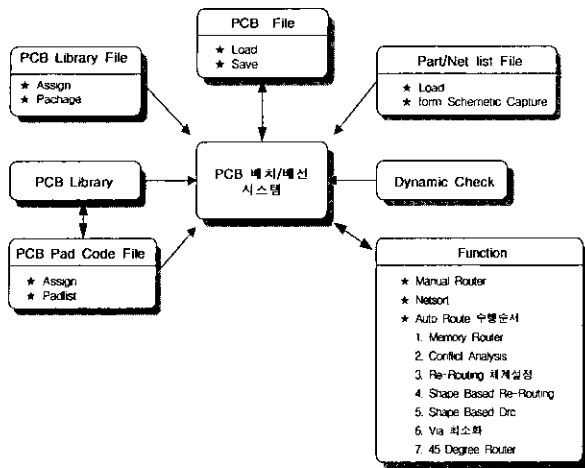 PCB File
★ Load
★ Save
PCB Library File
★ Assign
★ Pachage
Part/Net list File
★ Load
★ form Schemetic Capture
PCB 배치/배선
시스템
PCB Library
Dynamic Check
PCB Pad Code File
★ Assign
★ Padlist
Function
★ Manual Router
★ Netsort
★ Auto Route 수행순서
1. Memory Router
2. Conflict Analysis
3. Re-Routing 체계설정
4. Shape Based Re-Routing
5. Shape Based Drc
6. Via 최소화
7. 45 Degree Router